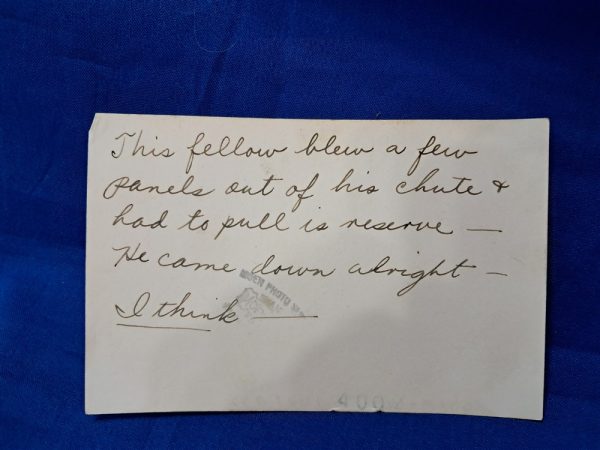 This fellow blew a few
panels out of his chute &
had to pull is reserve —
He came down alright —
I think —
PHOTO